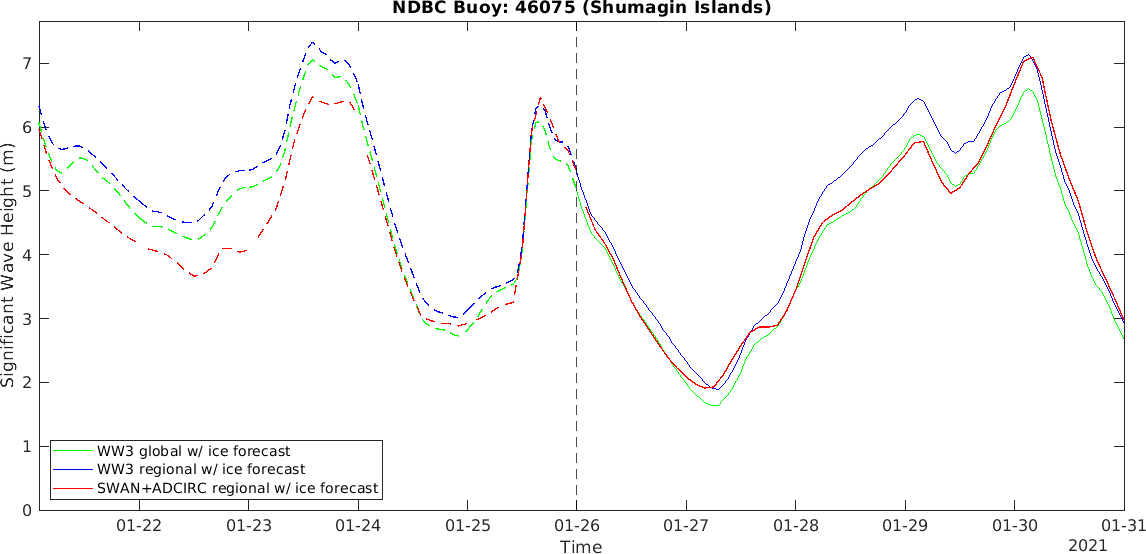 NDBC Buoy: 46075 (Shumagin Islands)
7
6
5
4
3
2
1
0
Significant Wave Height (m)
WW3 global w/ ice forecast
WW3 regional w/ ice forecast
SWAN+ADCIRC regional w/ ice forecast
01-22 01-23 01-24 01-25 01-26 01-27 01-28 01-29 01-30 01-31
Time
2021